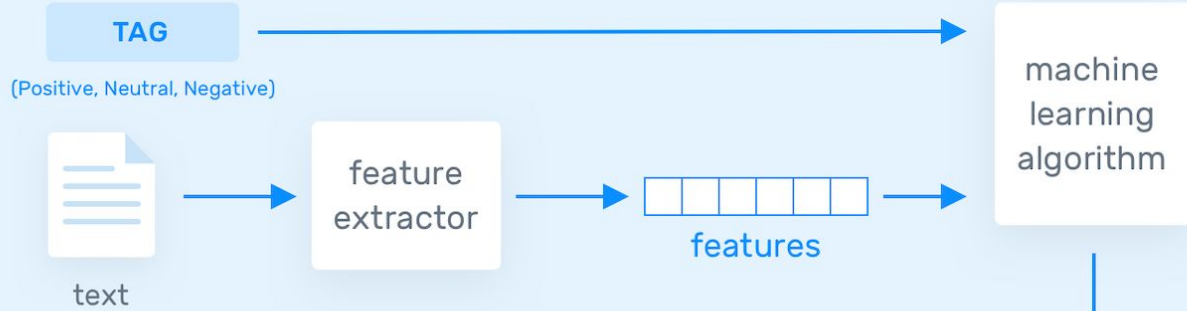 TAG
(Positive, Neutral, Negative)
machine
learning
algorithm
feature
extractor
features
text